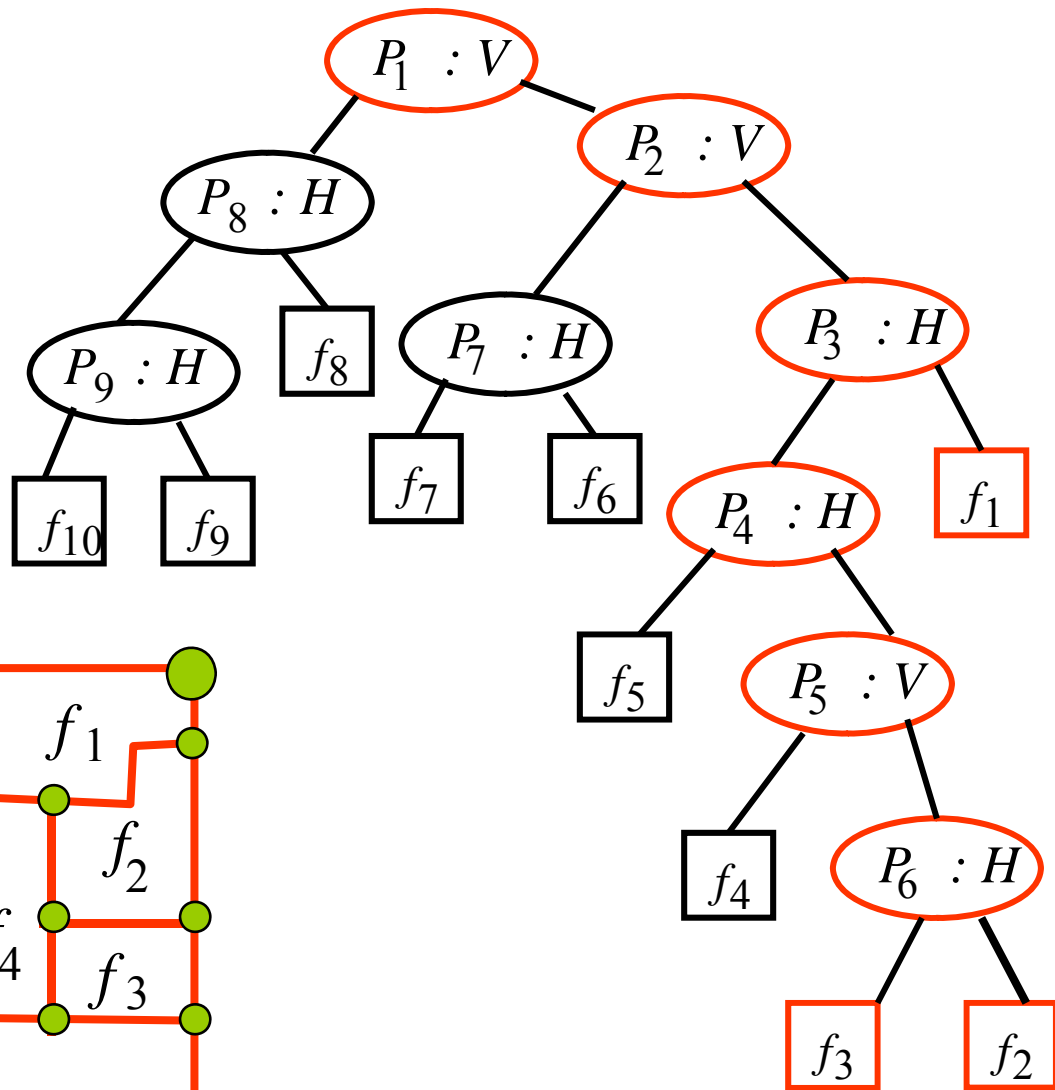 P₁ : V
P₂ : V
P₈ : H
P₃ : H
P₇ : H
f₈
P₉ : H
f₇
f₆
f₁
P₄ : H
f₁₀
f₉
f₅
P₅ : V
f₁
f₂
f₄
P₆ : H
4
f₃
f₃
f₂